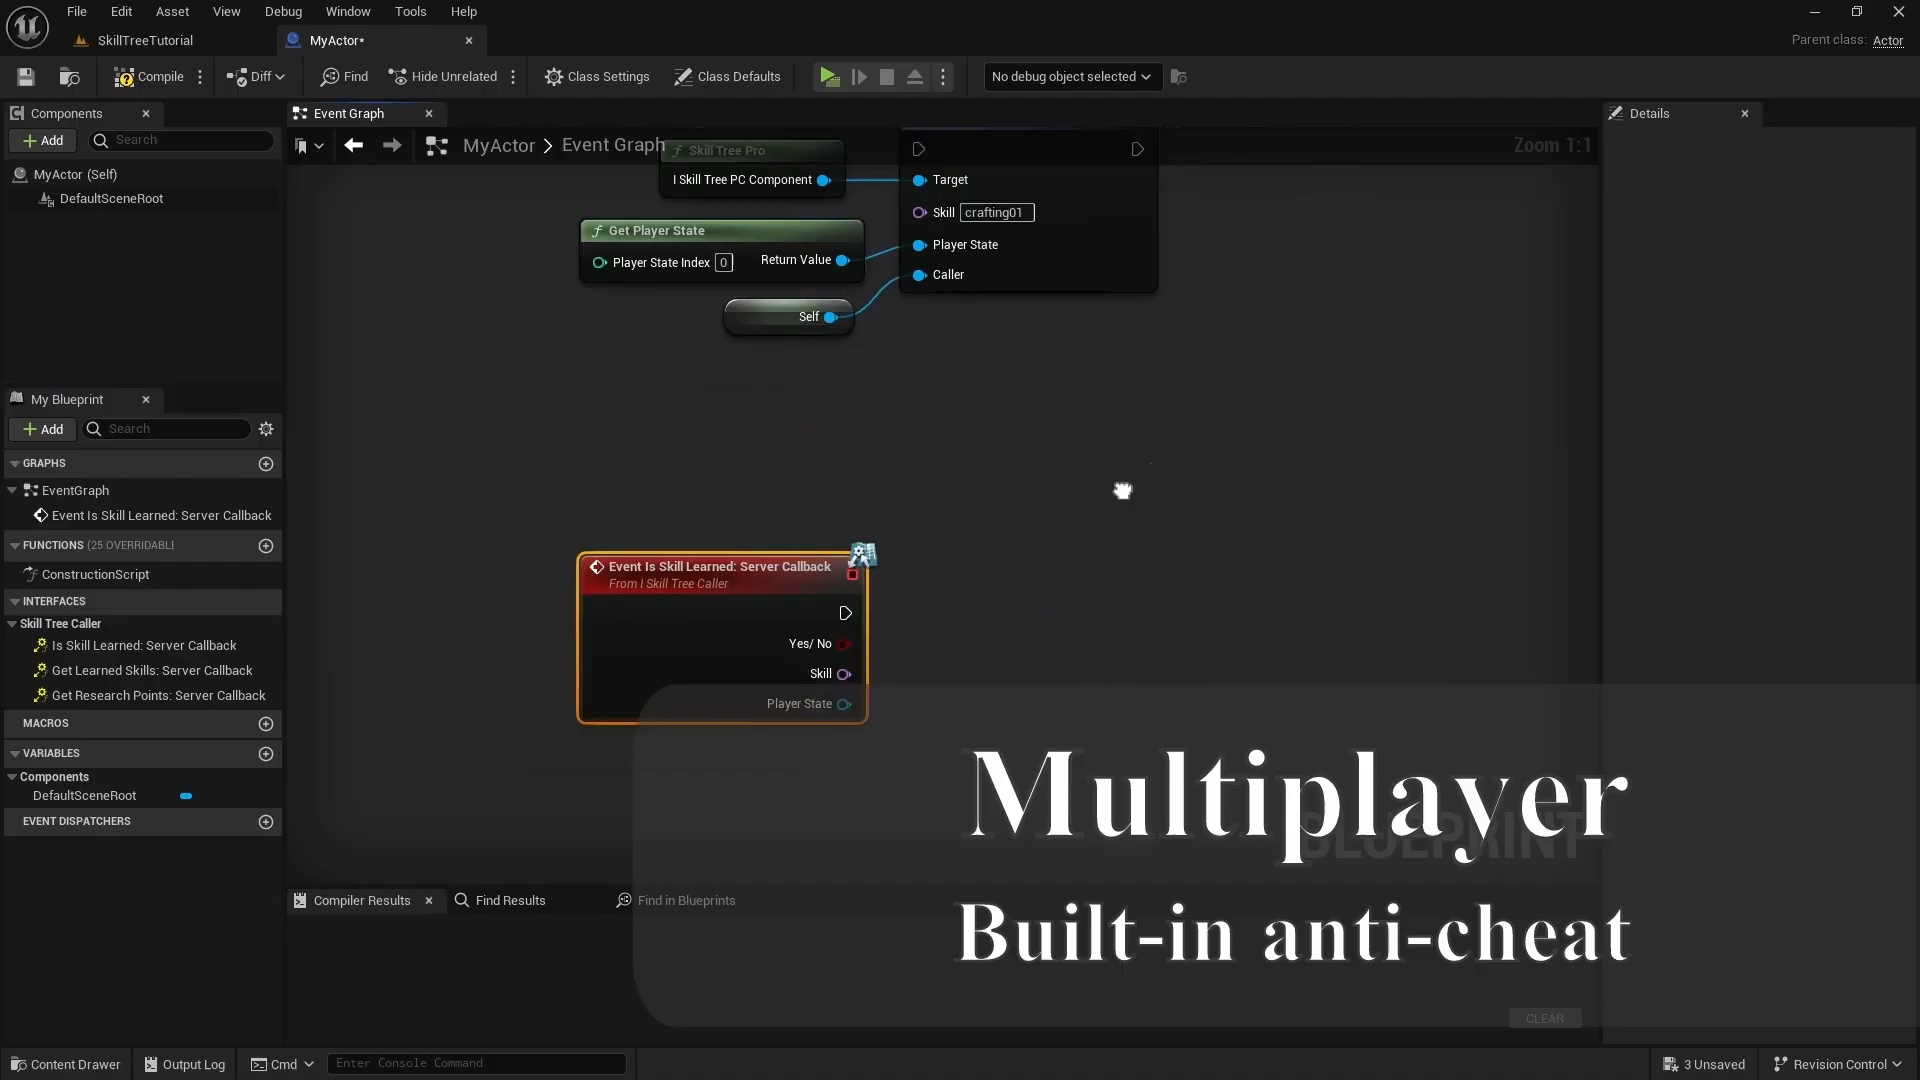 File Edit Asset View Debug Window Tools Help
SkillTreeTutorial MyActor*
Parent class: Actor
Compile Diff Find Hide Unrelated Class Settings Class Defaults No debug object selected
Components Event Graph Details
Add Search
MyActor > Event Graph
Zoom 1:1
MyActor (Self)
DefaultSceneRoot
Skill Tree Pro
I Skill Tree PC Component
Target
Skill crafting01
Get Player State
Player State Index 0 Return Value
Player State
Caller
Self
My Blueprint
Add Search
GRAPHS
EventGraph
Event Is Skill Learned: Server Callback
FUNCTIONS (25 OVERRIDABLE
ConstructionScript
INTERFACES
Skill Tree Caller
Is Skill Learned: Server Callback
Get Learned Skills: Server Callback
Get Research Points: Server Callback
MACROS
VARIABLES
Components
DefaultSceneRoot
EVENT DISPATCHERS
Event Is Skill Learned: Server Callback
From I Skill Tree Caller
Yes/ No
Skill
Player State
BLUEPRINT
Multiplayer
Built-in anti-cheat
Compiler Results Find Results Find in Blueprints
CLEAR
Content Drawer Output Log Cmd Enter Console Command 3 Unsaved Revision Control